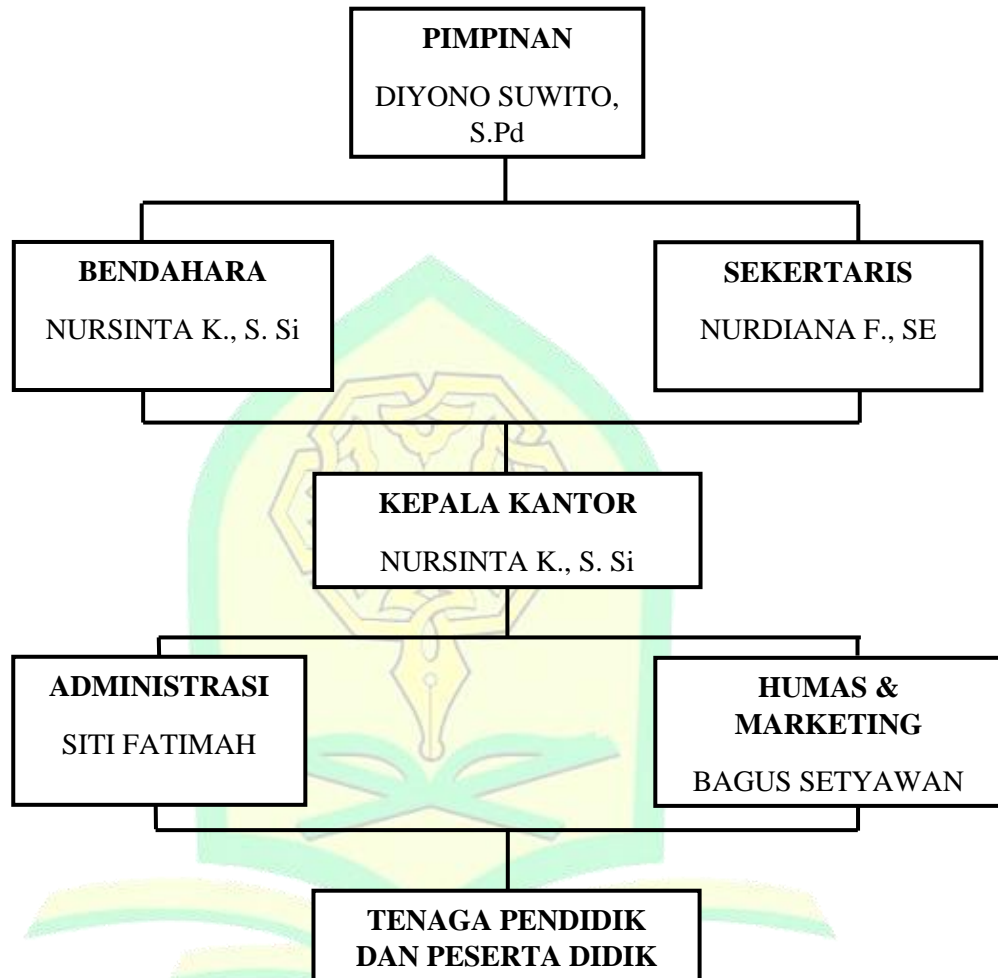 PIMPINAN
DIYONO SUWITO,
S.Pd
BENDAHARA
NURSINTA K., S. Si
SEKERTARIS
NURDIANA F., SE
KEPALA KANTOR
NURSINTA K., S. Si
ADMINISTRASI
SITI FATIMAH
HUMAS &
MARKETING
BAGUS SETYAWAN
TENAGA PENDIDIK
DAN PESERTA DIDIK